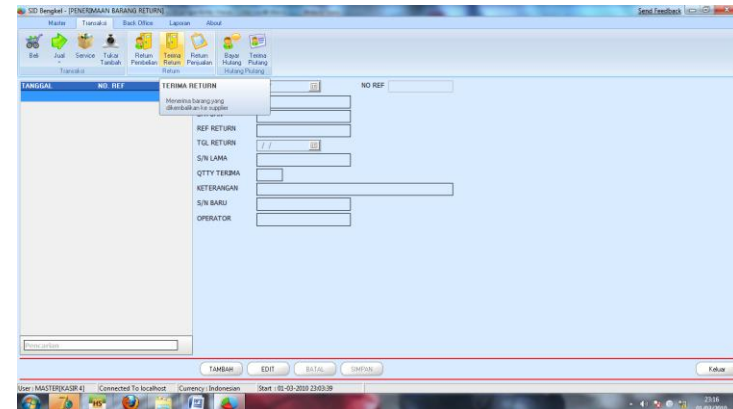 SID Bengkel - [PENERIMAAN BARANG RETURN]
Send Feedback
Master Transaksi Back Office Laporan About
Beli Jual Service Tukar Tambah Return Pembelian Terima Return Return Penjualan Bayar Hutang Terima Piutang
Transaksi Return Hutang Piutang
TANGGAL NO. REF
TERIMA RETURN
Menerima barang yang
dikembalikan ke supplier
/ 15
NO REF
REF RETURN
TGL RETURN / / 15
S/N LAMA
QTTY TERIMA
KETERANGAN
S/N BARU
OPERATOR
Pencarian
TAMBAH EDIT BATAL SIMPAN Keluar
User : MASTER[KASIR 4] Connected To localhost Currency : Indonesian Start : 01-03-2010 23:03:39
23:16